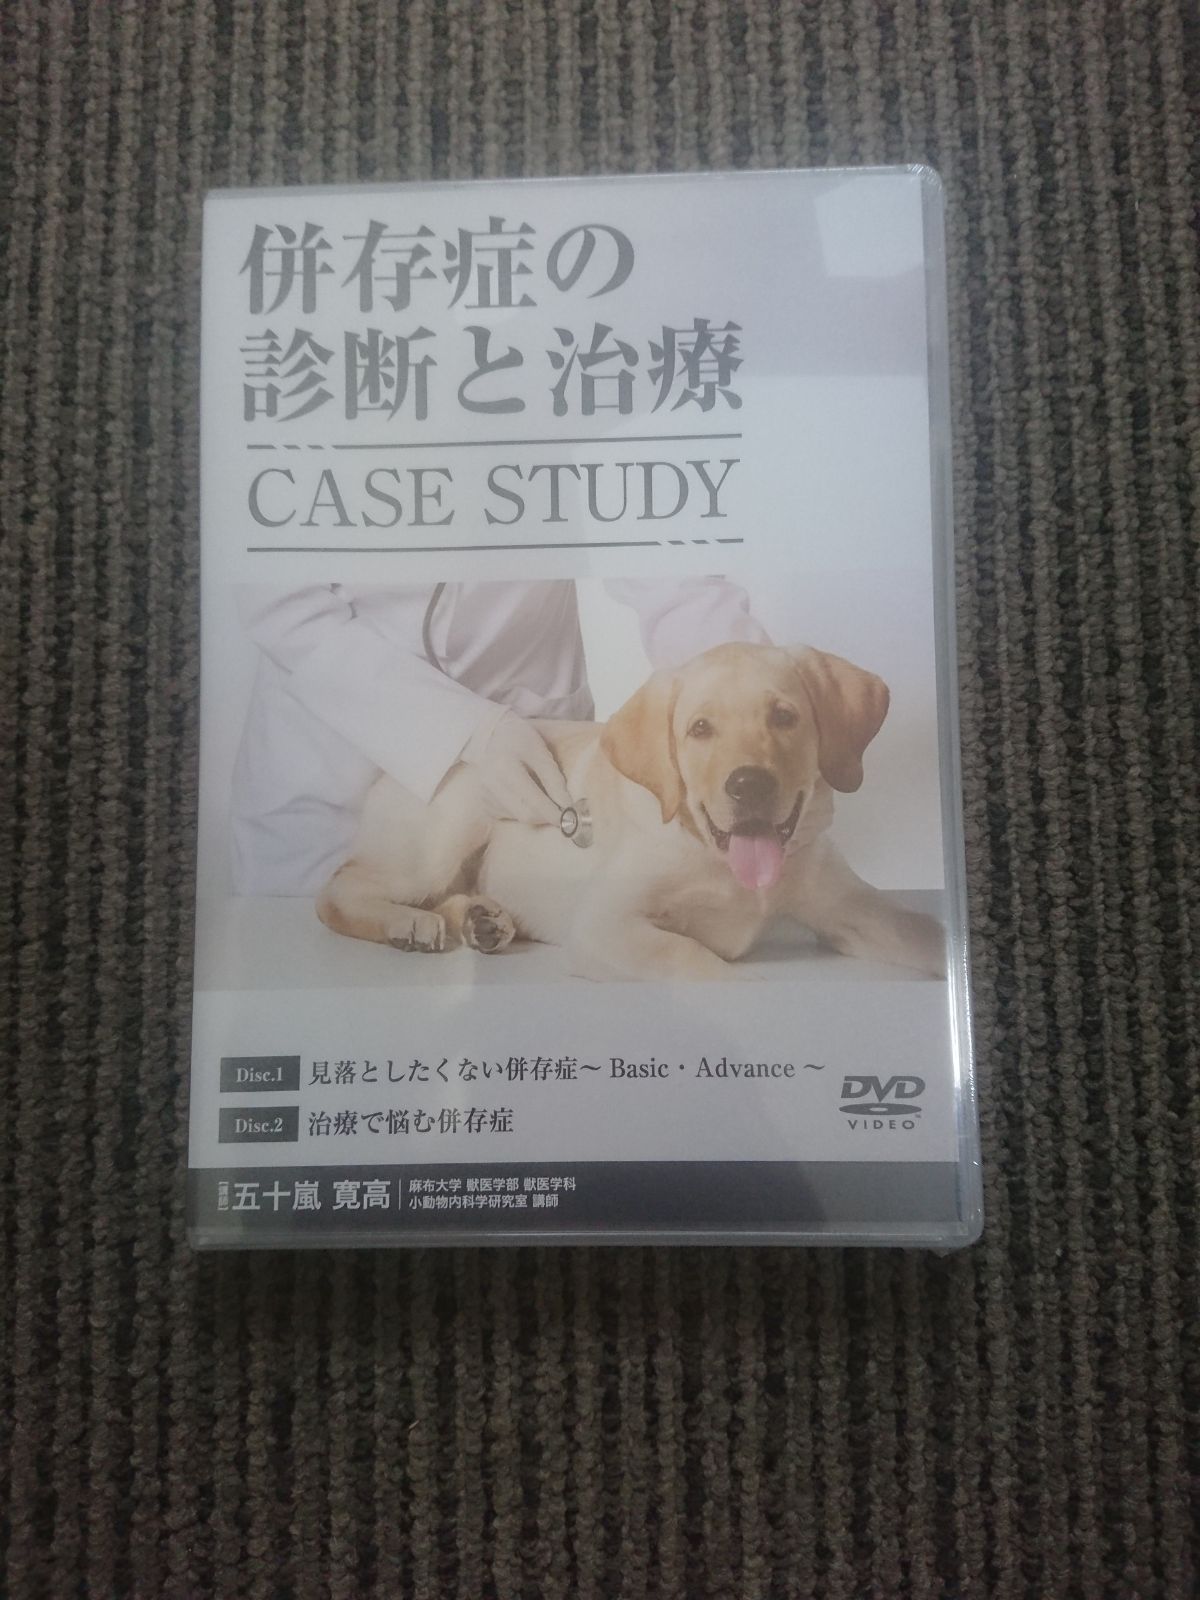 併存症の
診断と治療
CASE STUDY
Disc.1 見落としたくない併存症～ Basic・Advance ～
Disc.2 治療で悩む併存症
DVD
VIDEO
[講師] 五十嵐 寛高
麻布大学 獣医学部 獣医学科
小動物内科学研究室 講師